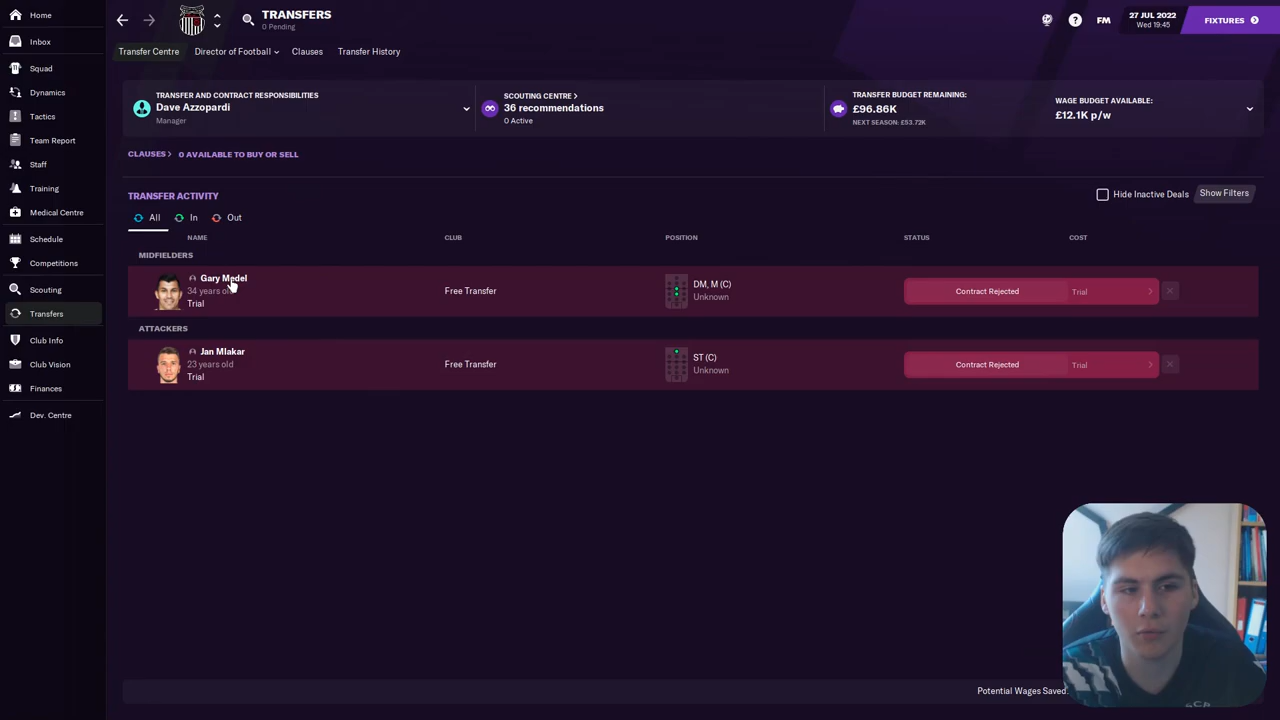 Home
Inbox
Squad
Dynamics
Tactics
Team Report
Staff
Training
Medical Centre
Schedule
Competitions
Scouting
Transfers
Club Info
Club Vision
Finances
Dev. Centre
TRANSFERS
0 Pending
? FM
27 JUL 2022
Wed 19:45
FIXTURES
Transfer Centre Director of Football Clauses Transfer History
TRANSFER AND CONTRACT RESPONSIBILITIES
Dave Azzopardi
Manager
SCOUTING CENTRE >
36 recommendations
0 Active
TRANSFER BUDGET REMAINING:
£96.86K
NEXT SEASON: £53.72K
WAGE BUDGET AVAILABLE:
£12.1K p/w
CLAUSES > 0 AVAILABLE TO BUY OR SELL
TRANSFER ACTIVITY
Hide Inactive Deals Show Filters
All In Out
NAME CLUB POSITION STATUS COST
MIDFIELDERS
Gary Medel
34 years old
Trial
Free Transfer
DM, M (C)
Unknown
Contract Rejected Trial
ATTACKERS
Jan Mlakar
23 years old
Trial
Free Transfer
ST (C)
Unknown
Contract Rejected Trial
Potential Wages Saved: